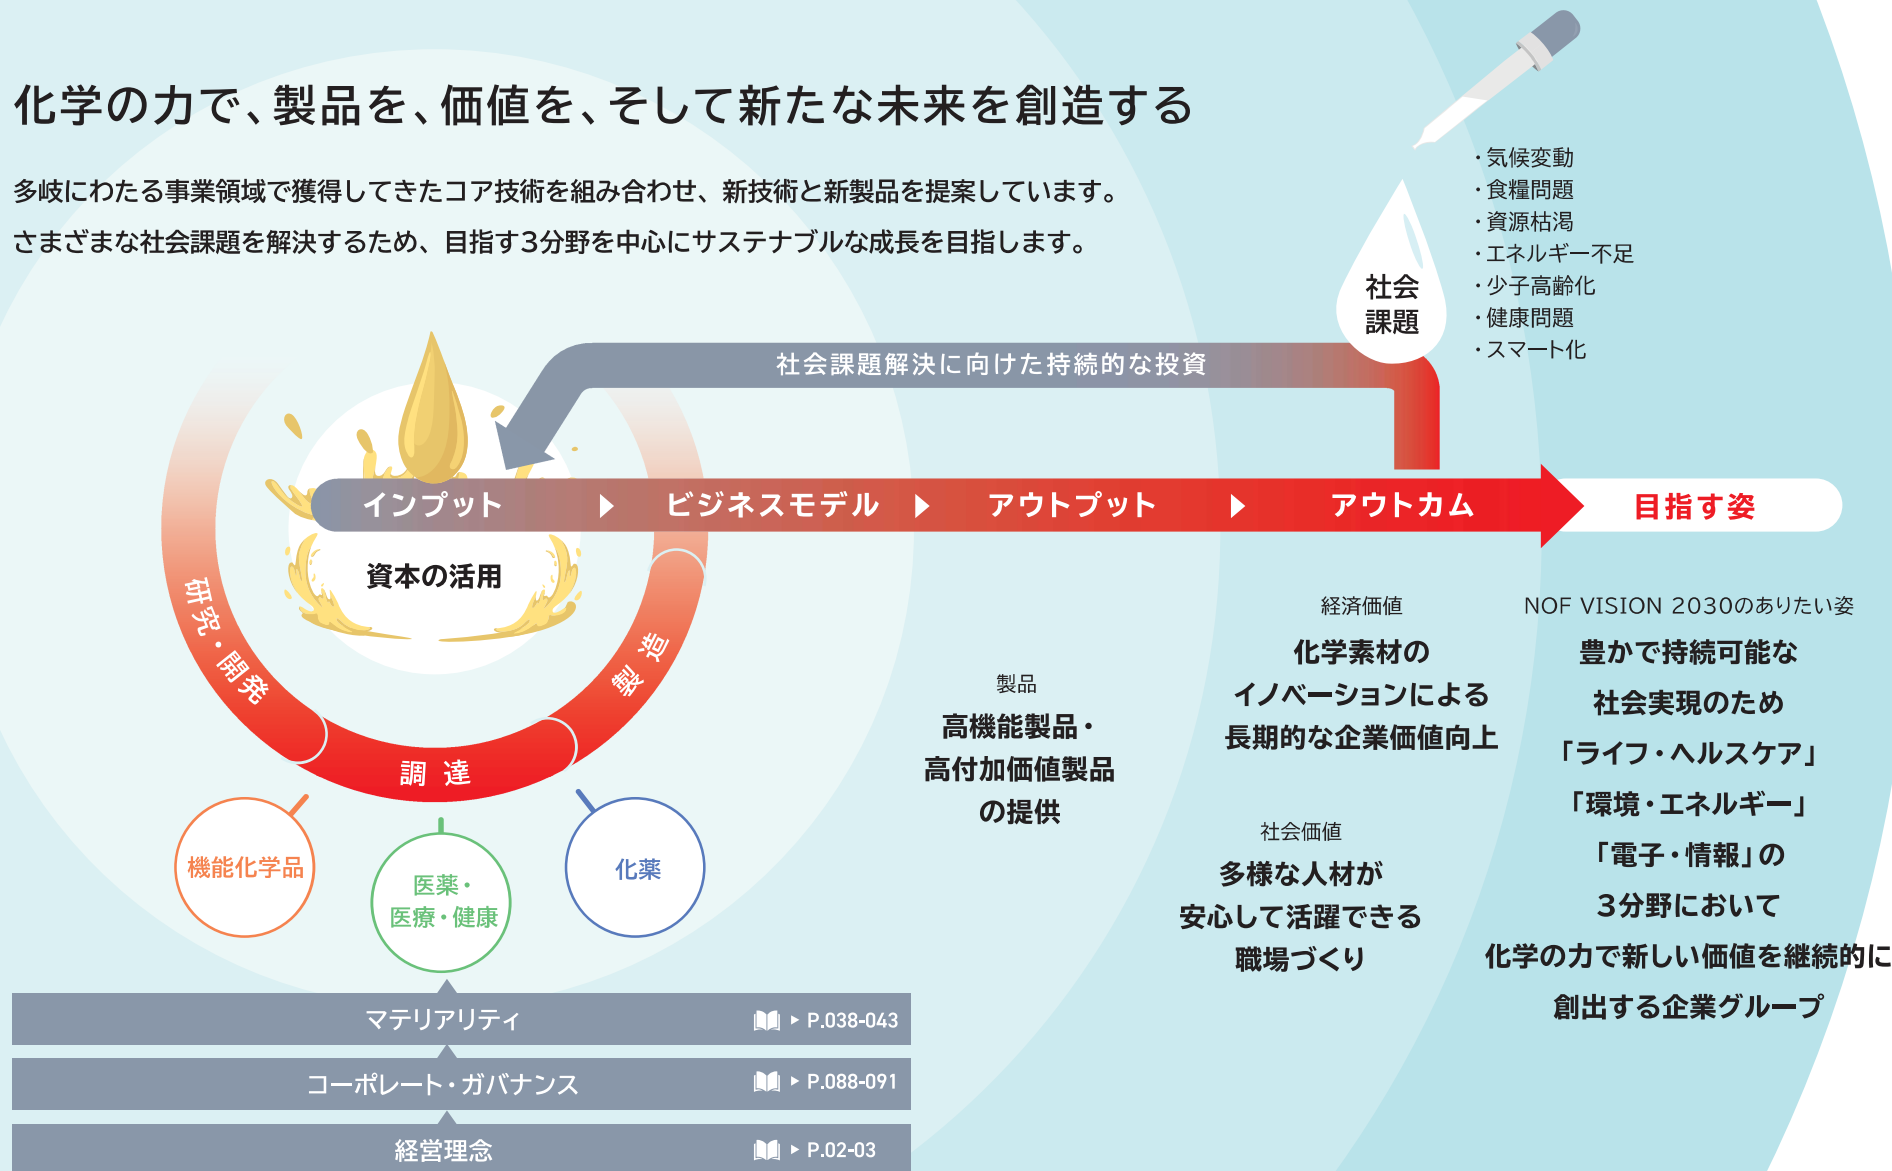 化学の力で、製品を、価値を、そして新たな未来を創造する
多岐にわたる事業領域で獲得してきたコア技術を組み合わせ、新技術と新製品を提案しています。
さまざまな社会課題を解決するため、目指す3分野を中心にサステナブルな成長を目指します。
社会
課題
・気候変動
・食糧問題
・資源枯渇
・エネルギー不足
・少子高齢化
・健康問題
・スマート化
社会課題解決に向けた持続的な投資
インプット
ビジネスモデル
アウトプット
アウトカム
目指す姿
資本の活用
研究・開発
調達
製造
機能化学品
医薬・
医療・健康
化薬
製品
高機能製品・
高付加価値製品
の提供
経済価値
化学素材の
イノベーションによる
長期的な企業価値向上
社会価値
多様な人材が
安心して活躍できる
職場づくり
NOF VISION 2030のありたい姿
豊かで持続可能な
社会実現のため
「ライフ・ヘルスケア」
「環境・エネルギー」
「電子・情報」の
3分野において
化学の力で新しい価値を継続的に
創出する企業グループ
マテリアリティ P.038-043
コーポレート・ガバナンス P.088-091
経営理念 P.02-03